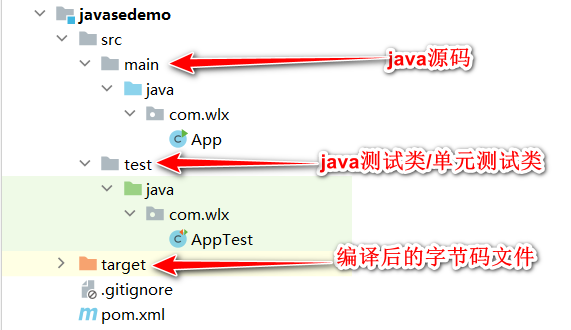 javasedemo
src
main
java源码
java
com.wlx
App
test
java测试类/单元测试类
java
com.wlx
AppTest
target
编译后的字节码文件
.gitignore
pom.xml